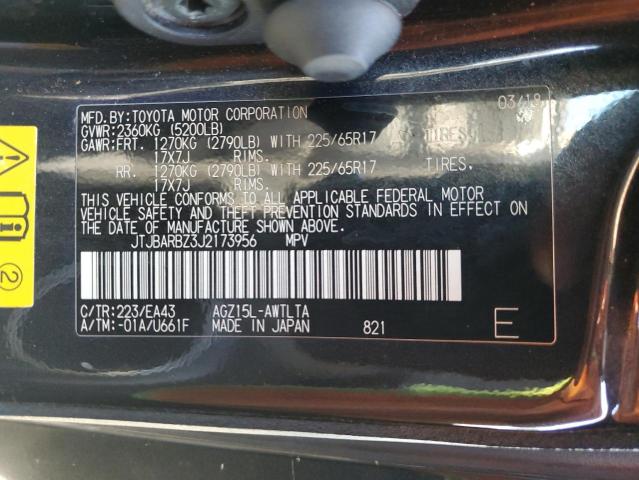 MFD.BY:TOYOTA MOTOR CORPORATION 03/18
GVWR:2360KG (5200LB)
GAWR:FRT. 1270KG (2790LB) WITH 225/65R17 TIRES,
17X7J RIMS.
RR. 1270KG (2790LB) WITH 225/65R17 TIRES,
17X7J RIMS.
THIS VEHICLE CONFORMS TO ALL APPLICABLE FEDERAL MOTOR
VEHICLE SAFETY AND THEFT PREVENTION STANDARDS IN EFFECT ON
THE DATE OF MANUFACTURE SHOWN ABOVE.
JTJBARBZ3J2173956 MPV
C/TR:223/EA43 AGZ15L-AWTLTA
A/TM:-01A/U661F MADE IN JAPAN 821 E
2